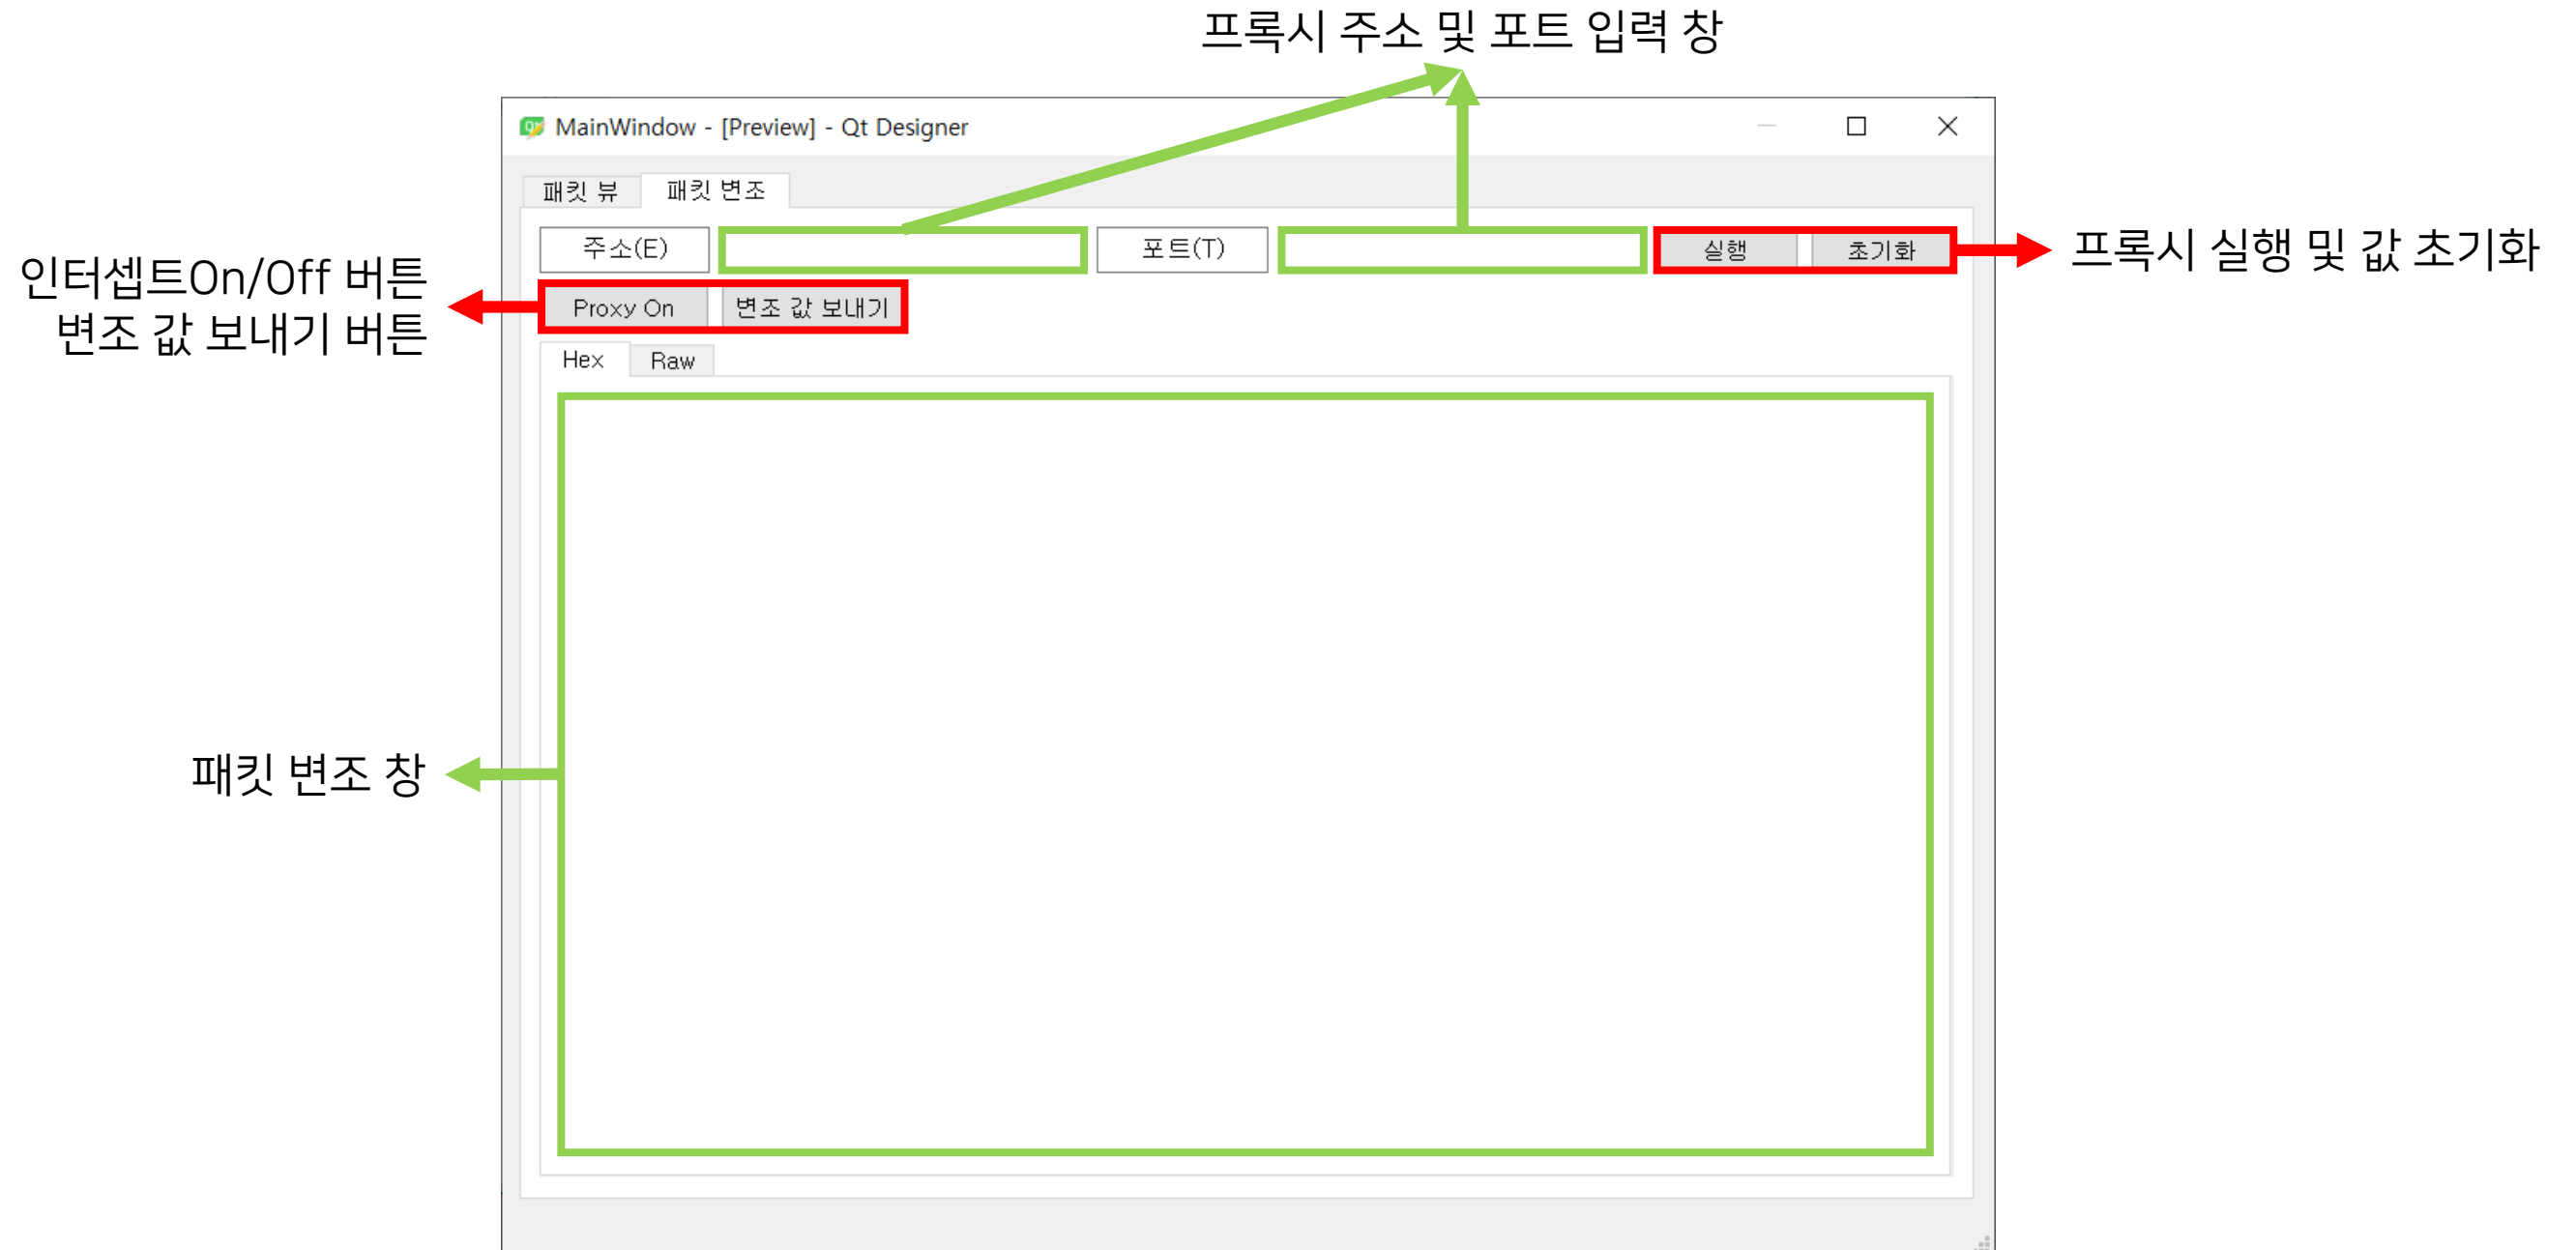 프록시 주소 및 포트 입력 창
MainWindow - [Preview] - Qt Designer
패킷 뷰
패킷 변조
주소(E)
포트(T)
실행
초기화
프록시 실행 및 값 초기화
인터셉트On/Off 버튼
변조 값 보내기 버튼
Proxy On
변조 값 보내기
Hex
Raw
패킷 변조 창